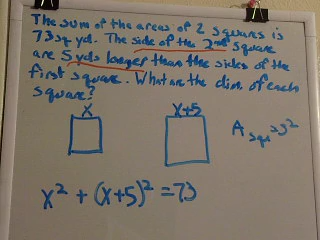 The sum of the areas of 2 squares is
73 sq yd. The side of the 2nd square
are 5 yds longer than the sides of the
first square. What are the dim of each
square?
x
x+5
A squ = s²
x² + (x+5)² = 73